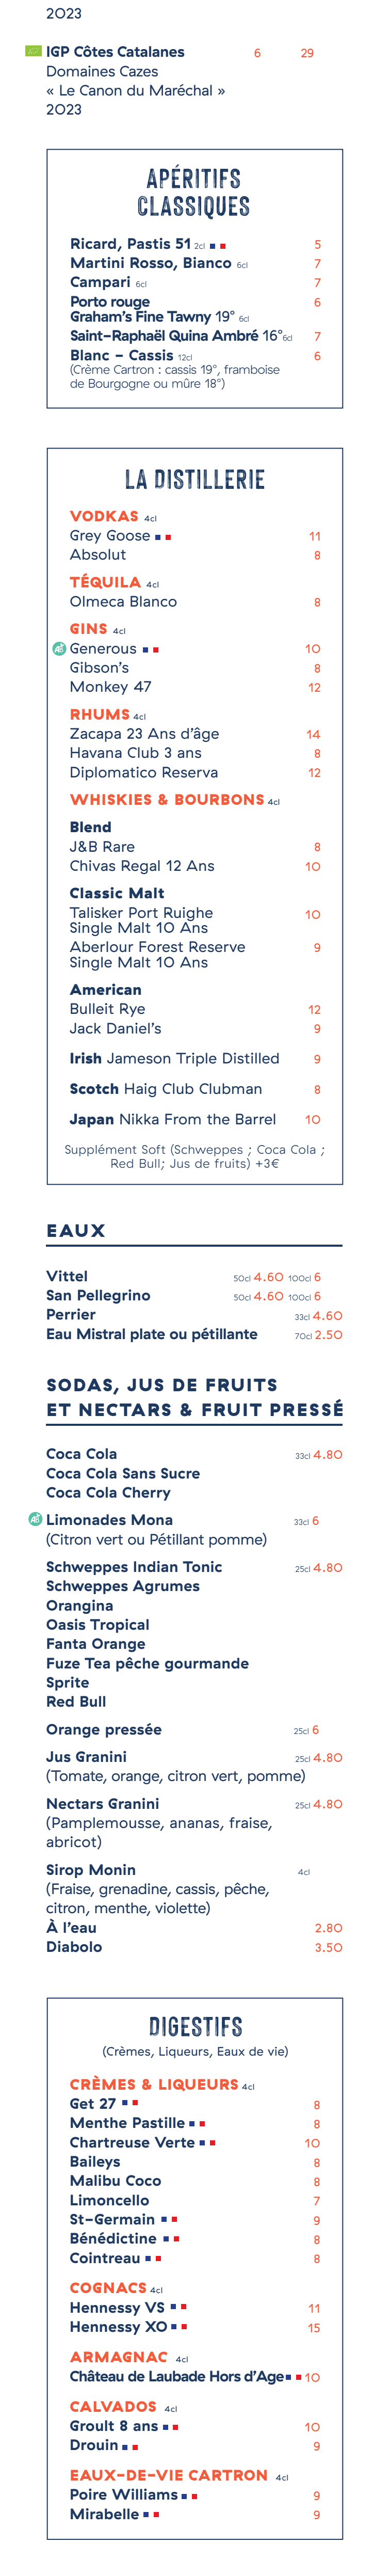 2023
IGP Côtes Catalanes 6 29
Domaines Cazes
« Le Canon du Maréchal »
2023
APÉRITIFS
CLASSIQUES
Ricard, Pastis 51 2cl 5
Martini Rosso, Bianco 6cl 7
Campari 6cl 7
Porto rouge 6
Graham's Fine Tawny 19° 6cl
Saint-Raphaël Quina Ambré 16° 6cl 7
Blanc - Cassis 12cl 6
(Crème Cartron : cassis 19°, framboise
de Bourgogne ou mûre 18°)
LA DISTILLERIE
VODKAS 4cl
Grey Goose 11
Absolut 8
TÉQUILA 4cl
Olmeca Blanco 8
GINS 4cl
Generous 10
Gibson's 8
Monkey 47 12
RHUMS 4cl
Zacapa 23 Ans d'âge 14
Havana Club 3 ans 8
Diplomatico Reserva 12
WHISKIES & BOURBONS 4cl
Blend
J&B Rare 8
Chivas Regal 12 Ans 10
Classic Malt
Talisker Port Ruighe 10
Single Malt 10 Ans
Aberlour Forest Reserve 9
Single Malt 10 Ans
American
Bulleit Rye 12
Jack Daniel's 9
Irish Jameson Triple Distilled 9
Scotch Haig Club Clubman 8
Japan Nikka From the Barrel 10
Supplément Soft (Schweppes ; Coca Cola ;
Red Bull; Jus de fruits) +3€
EAUX
Vittel 50cl 4.60 100cl 6
San Pellegrino 50cl 4.60 100cl 6
Perrier 33cl 4.60
Eau Mistral plate ou pétillante 70cl 2.50
SODAS, JUS DE FRUITS
ET NECTARS & FRUIT PRESSÉ
Coca Cola 33cl 4.80
Coca Cola Sans Sucre
Coca Cola Cherry
Limonades Mona 33cl 6
(Citron vert ou Pétillant pomme)
Schweppes Indian Tonic 25cl 4.80
Schweppes Agrumes
Orangina
Oasis Tropical
Fanta Orange
Fuze Tea pêche gourmande
Sprite
Red Bull
Orange pressée 25cl 6
Jus Granini 25cl 4.80
(Tomate, orange, citron vert, pomme)
Nectars Granini 25cl 4.80
(Pamplemousse, ananas, fraise,
abricot)
Sirop Monin 4cl
(Fraise, grenadine, cassis, pêche,
citron, menthe, violette)
À l'eau 2.80
Diabolo 3.50
DIGESTIFS
(Crèmes, Liqueurs, Eaux de vie)
CRÈMES & LIQUEURS 4cl
Get 27 8
Menthe Pastille 8
Chartreuse Verte 10
Baileys 8
Malibu Coco 8
Limoncello 7
St-Germain 9
Bénédictine 8
Cointreau 8
COGNACS 4cl
Hennessy VS 11
Hennessy XO 15
ARMAGNAC 4cl
Château de Laubade Hors d'Age 10
CALVADOS 4cl
Groult 8 ans 10
Drouin 9
EAUX-DE-VIE CARTRON 4cl
Poire Williams 9
Mirabelle 9